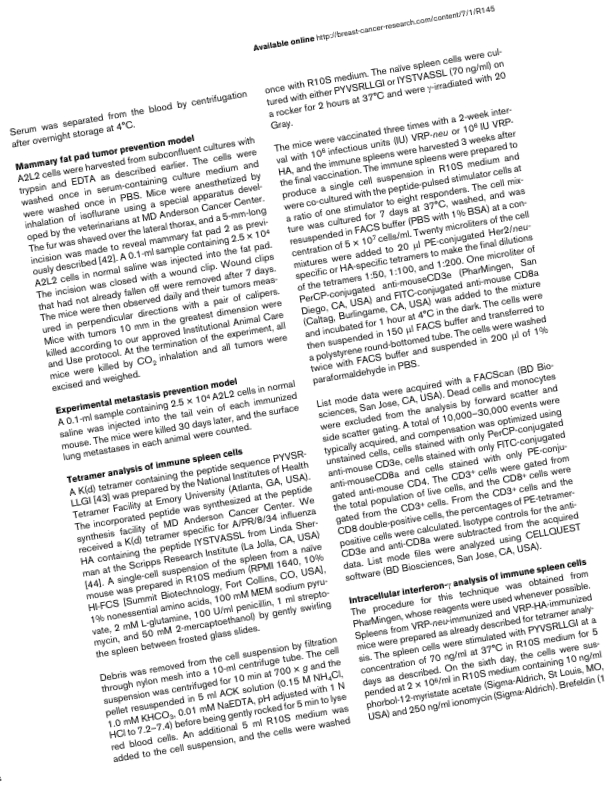 Available online http://breast-cancer-research.com/content/7/1/R145
Serum was separated from the blood by centrifugation
after overnight storage at 4°C.
Mammary fat pad tumor prevention model
A2L2 cells were harvested from subconfluent cultures with
trypsin and EDTA as described earlier. The cells were
washed once in serum-containing culture medium and
were washed once in PBS. Mice were anesthetized by
inhalation of isoflurane using a special apparatus devel-
oped by the veterinarians at MD Anderson Cancer Center.
The fur was shaved over the lateral thorax, and a 5-mm-long
incision was made to reveal mammary fat pad 2 as previ-
ously described [42]. A 0.1-ml sample containing 2.5 × 10⁴
A2L2 cells in normal saline was injected into the fat pad.
The incision was closed with a wound clip. Wound clips
that had not already fallen off were removed after 7 days.
The mice were then observed daily and their tumors meas-
ured in perpendicular directions with a pair of calipers.
Mice with tumors 10 mm in the greatest dimension were
killed according to our approved Institutional Animal Care
and Use protocol. At the termination of the experiment, all
mice were killed by CO₂ inhalation and all tumors were
excised and weighed.
Experimental metastasis prevention model
A 0.1-ml sample containing 2.5 × 10⁴ A2L2 cells in normal
saline was injected into the tail vein of each immunized
mouse. The mice were killed 30 days later, and the surface
lung metastases in each animal were counted.
Tetramer analysis of immune spleen cells
A K(d) tetramer containing the peptide sequence PYVSR-
LLGI [43] was prepared by the National Institutes of Health
Tetramer Facility at Emory University (Atlanta, GA, USA).
The incorporated peptide was synthesized at the peptide
synthesis facility of MD Anderson Cancer Center. We
received a K(d) tetramer specific for A/PR/8/34 influenza
HA containing the peptide IYSTVASSL from Linda Sher-
man at the Scripps Research Institute (La Jolla, CA, USA)
[44]. A single-cell suspension of the spleen from a naïve
mouse was prepared in R10S medium (RPMI 1640, 10%
HI-FCS [Summit Biotechnology, Fort Collins, CO, USA],
1% nonessential amino acids, 100 mM MEM sodium pyru-
vate, 2 mM L-glutamine, 100 U/ml penicillin, 1 ml strepto-
mycin, and 50 mM 2-mercaptoethanol) by gently swirling
the spleen between frosted glass slides.
Debris was removed from the cell suspension by filtration
through nylon mesh into a 10-ml centrifuge tube. The cell
suspension was centrifuged for 10 min at 700 × g and the
pellet resuspended in 5 ml ACK solution (0.15 M NH₄Cl,
1.0 mM KHCO₃, 0.01 mM NaEDTA, pH adjusted with 1 N
HCl to 7.2–7.4) before being gently rocked for 5 min to lyse
red blood cells. An additional 5 ml R10S medium was
added to the cell suspension, and the cells were washed
once with R10S medium. The naïve spleen cells were cul-
tured with either PYVSRLLGI or IYSTVASSL (70 ng/ml) on
a rocker for 2 hours at 37°C and were γ-irradiated with 20
Gray.
The mice were vaccinated three times with a 2-week inter-
val with 10⁶ infectious units (IU) VRP-neu or 10⁶ IU VRP-
HA, and the immune spleens were harvested 3 weeks after
the final vaccination. The immune spleens were prepared to
produce a single cell suspension in R10S medium and
were co-cultured with the peptide-pulsed stimulator cells at
a ratio of one stimulator to eight responders. The cell mix-
ture was cultured for 7 days at 37°C, washed, and was
resuspended in FACS buffer (PBS with 1% BSA) at a con-
centration of 5 × 10⁷ cells/ml. Twenty microliters of the cell
mixtures were added to 20 μl PE-conjugated Her2/neu-
specific or HA-specific tetramers to make the final dilutions
of the tetramers 1:50, 1:100, and 1:200. One microliter of
PerCP-conjugated anti-mouseCD3e (PharMingen, San
Diego, CA, USA) and FITC-conjugated anti-mouse CD8a
(Caltag, Burlingame, CA, USA) was added to the mixture
and incubated for 1 hour at 4°C in the dark. The cells were
then suspended in 150 μl FACS buffer and transferred to
a polystyrene round-bottomed tube. The cells were washed
twice with FACS buffer and suspended in 200 μl of 1%
paraformaldehyde in PBS.
List mode data were acquired with a FACScan (BD Bio-
sciences, San Jose, CA, USA). Dead cells and monocytes
were excluded from the analysis by forward scatter and
side scatter gating. A total of 10,000–30,000 events were
typically acquired, and compensation was optimized using
unstained cells, cells stained with only PerCP-conjugated
anti-mouse CD3e, cells stained with only FITC-conjugated
anti-mouseCD8a and cells stained with only PE-conju-
gated anti-mouse CD4. The CD3⁺ cells were gated from
the total population of live cells, and the CD8⁺ cells were
gated from the CD3⁺ cells. From the CD3⁺ cells and the
CD8 double-positive cells, the percentages of PE-tetramer-
positive cells were calculated. Isotype controls for the anti-
CD3e and anti-CD8a were subtracted from the acquired
data. List mode files were analyzed using CELLQUEST
software (BD Biosciences, San Jose, CA, USA).
Intracellular interferon-γ analysis of immune spleen cells
The procedure for this technique was obtained from
PharMingen, whose reagents were used whenever possible.
Spleens from VRP-neu-immunized and VRP-HA-immunized
mice were prepared as already described for tetramer analy-
sis. The spleen cells were stimulated with PYVSRLLGI at a
concentration of 70 ng/ml at 37°C in R10S medium for 5
days as described. On the sixth day, the cells were sus-
pended at 2 × 10⁶/ml in R10S medium containing 10 ng/ml
phorbol-12-myristate acetate (Sigma-Aldrich, St Louis, MO,
USA) and 250 ng/ml ionomycin (Sigma-Aldrich). Brefeldin (1